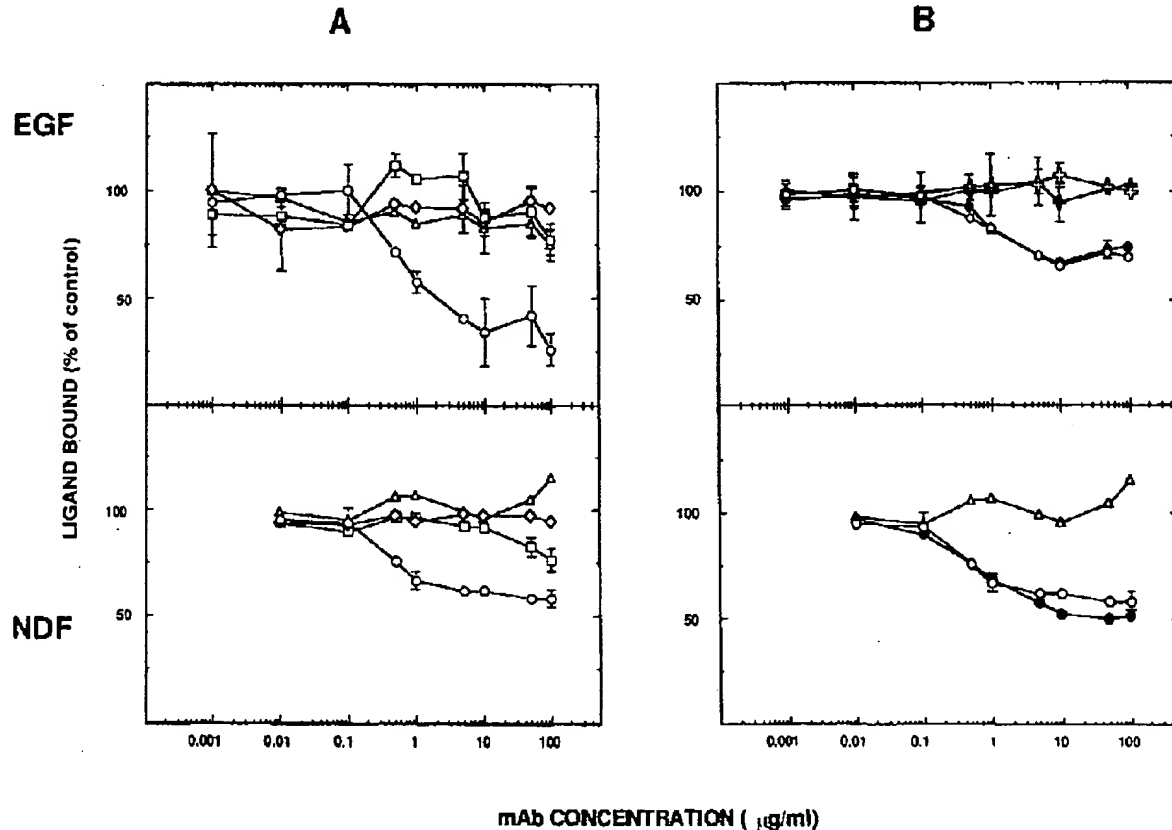 A B
EGF
100 100
50 50
LIGAND BOUND (% of control)
100 100
50 50
NDF
0.001 0.01 0.1 1 10 100 0.001 0.01 0.1 1 10 100
mAb CONCENTRATION ( μg/ml)